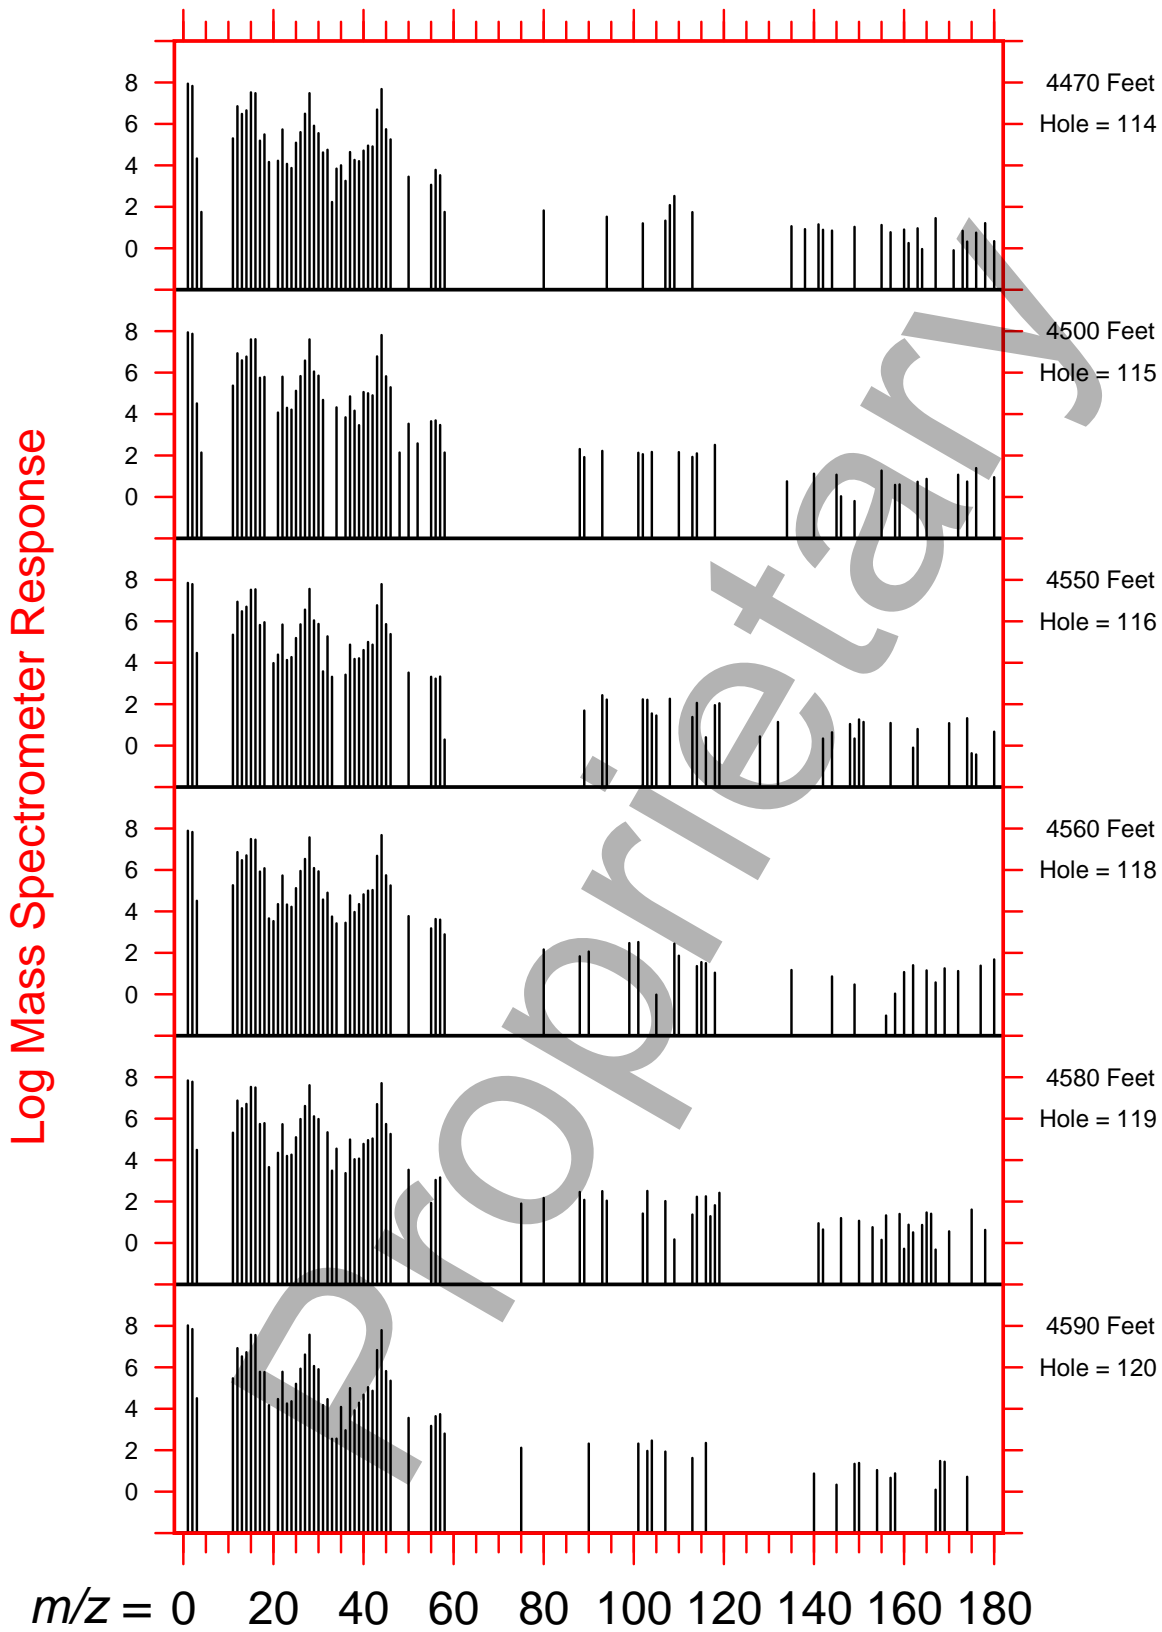 8
6
4
2
0
4470 Feet
Hole = 114
8
6
4
2
0
4500 Feet
Hole = 115
8
6
4
2
0
4550 Feet
Hole = 116
8
6
4
2
0
4560 Feet
Hole = 118
8
6
4
2
0
4580 Feet
Hole = 119
8
6
4
2
0
4590 Feet
Hole = 120
Log Mass Spectrometer Response
Proprietary
m/z = 0 20 40 60 80 100 120 140 160 180